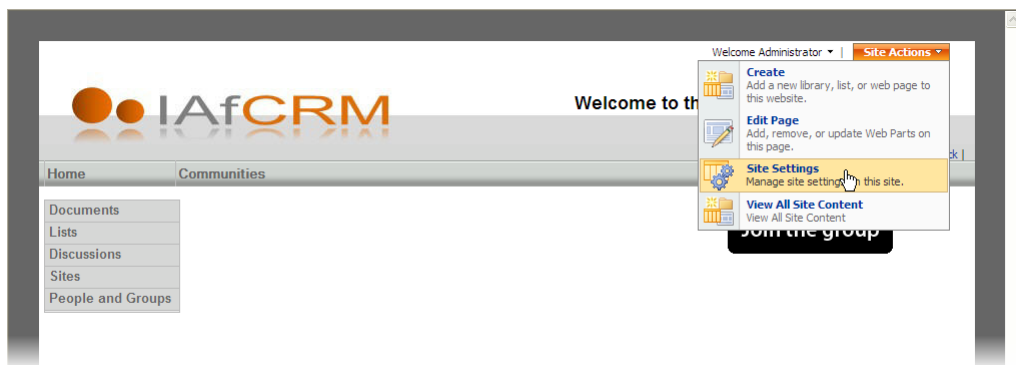 Welcome Administrator | Site Actions
IAfCRM
Welcome to th
Create
Add a new library, list, or web page to
this website.
Edit Page
Add, remove, or update Web Parts on
this page.
Home Communities
Site Settings
Manage site setting this site.
View All Site Content
View All Site Content
Documents
Lists
Discussions
Sites
People and Groups
Join the group